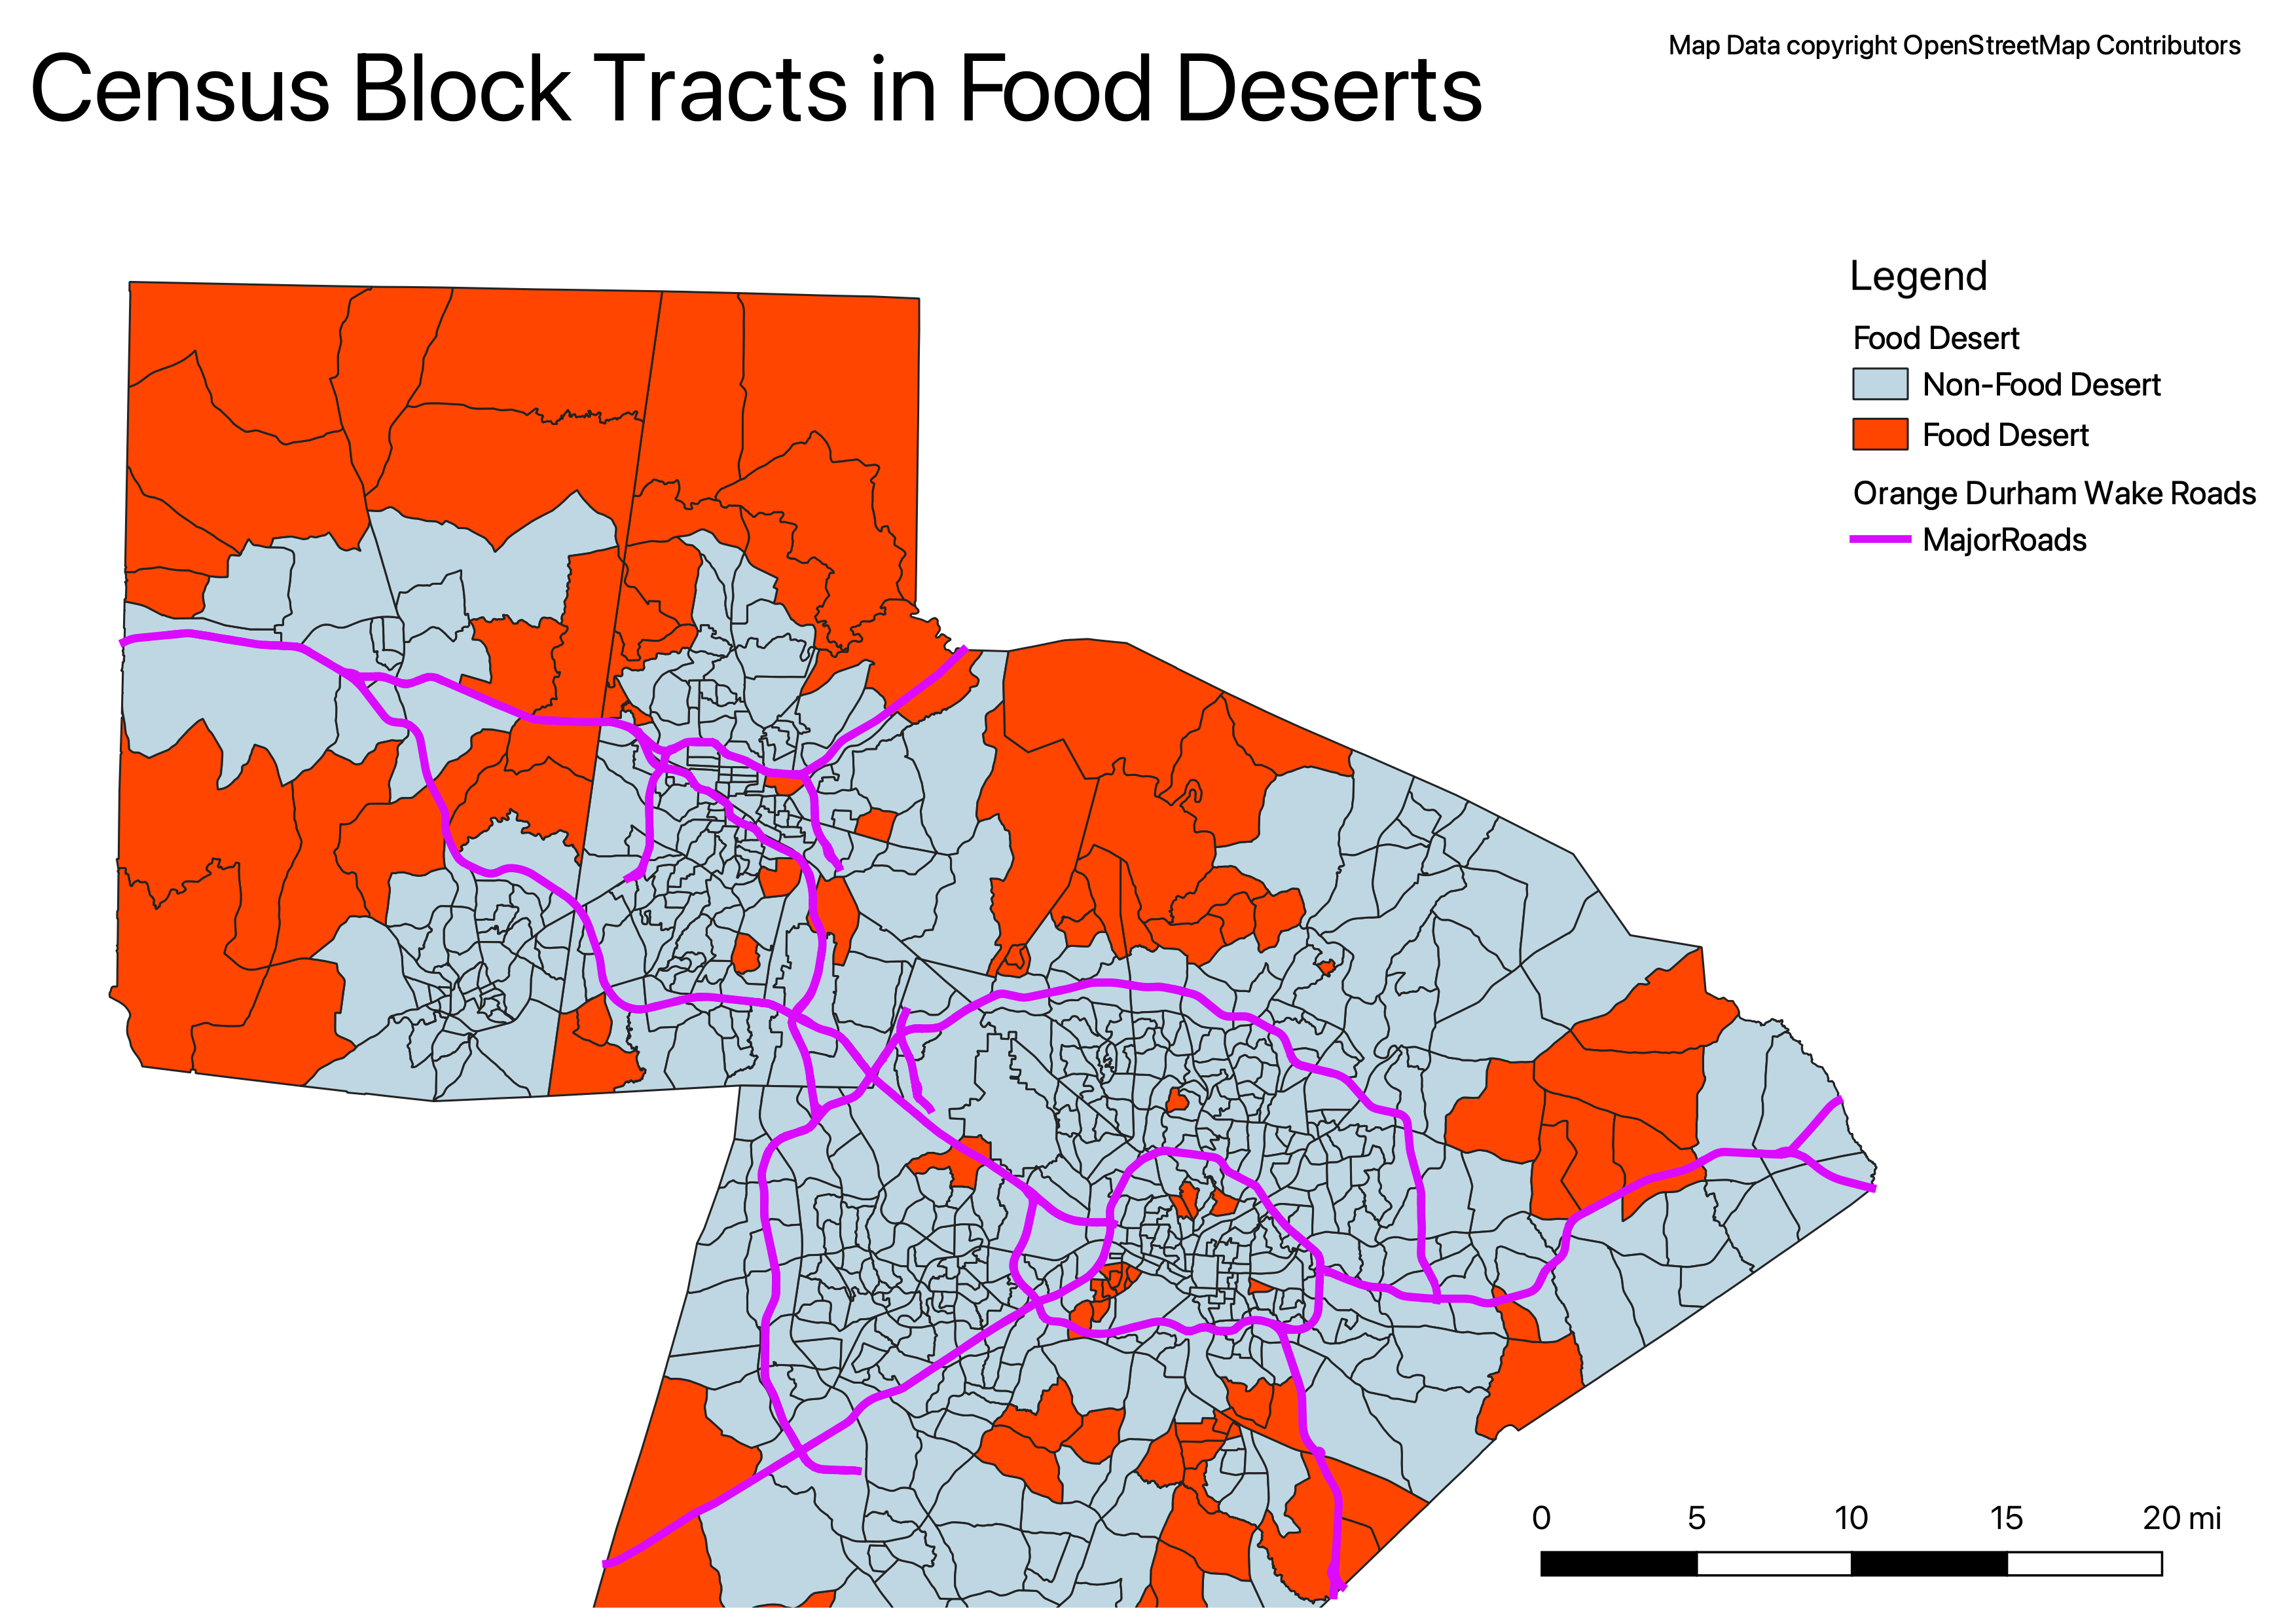 Census Block Tracts in Food Deserts
Map Data copyright OpenStreetMap Contributors
Legend
Food Desert
Non-Food Desert
Food Desert
Orange Durham Wake Roads
MajorRoads
0 5 10 15 20 mi